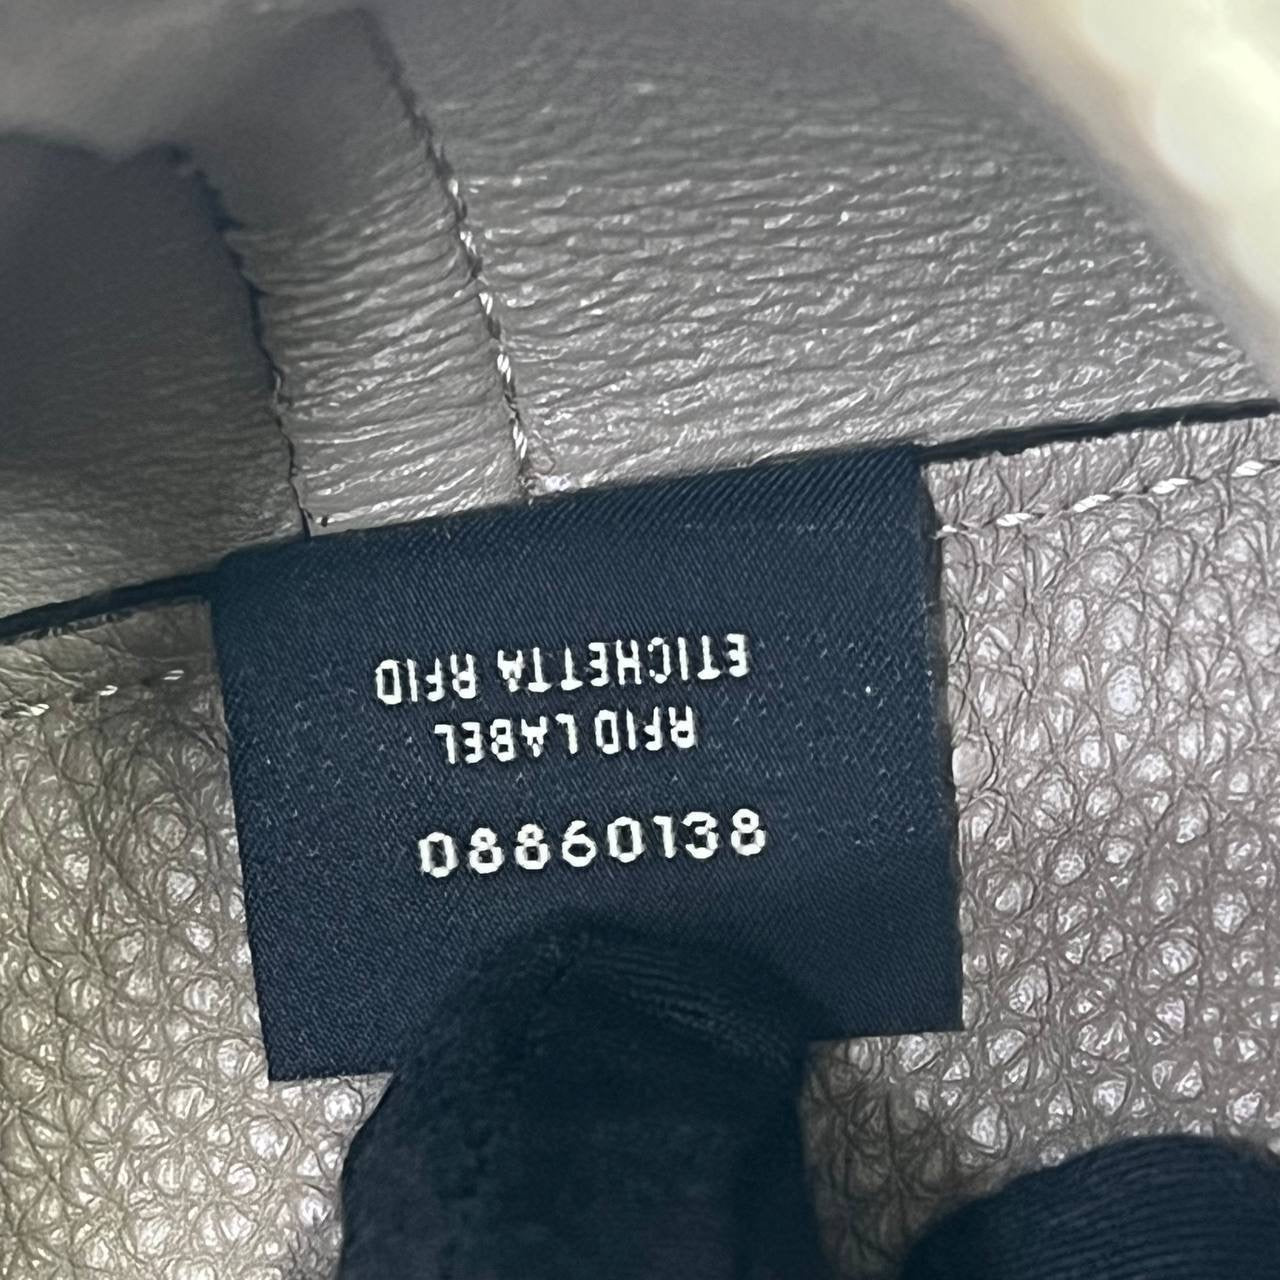 RFID LABEL
ETICHETTA RFID
08860138